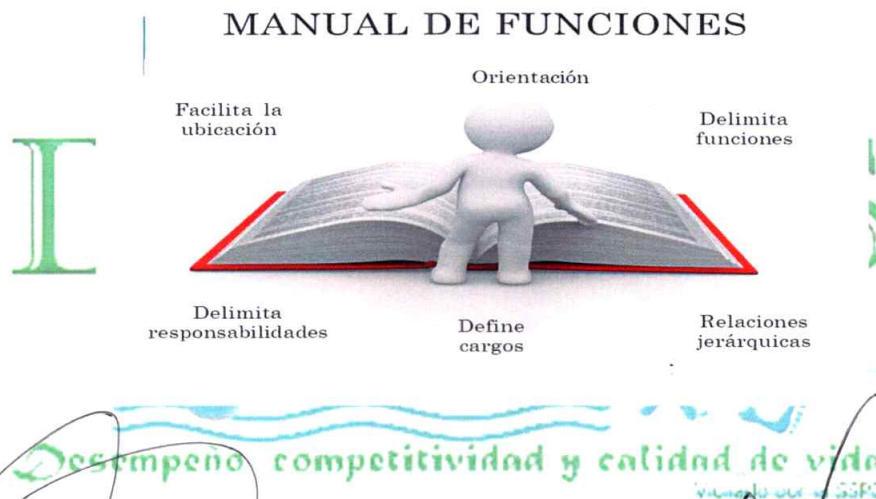 MANUAL DE FUNCIONES
Orientación
Facilita la
ubicación
Delimita
funciones
Delimita
responsabilidades
Define
cargos
Relaciones
jerárquicas
Desempeño competitividad y calidad de vida